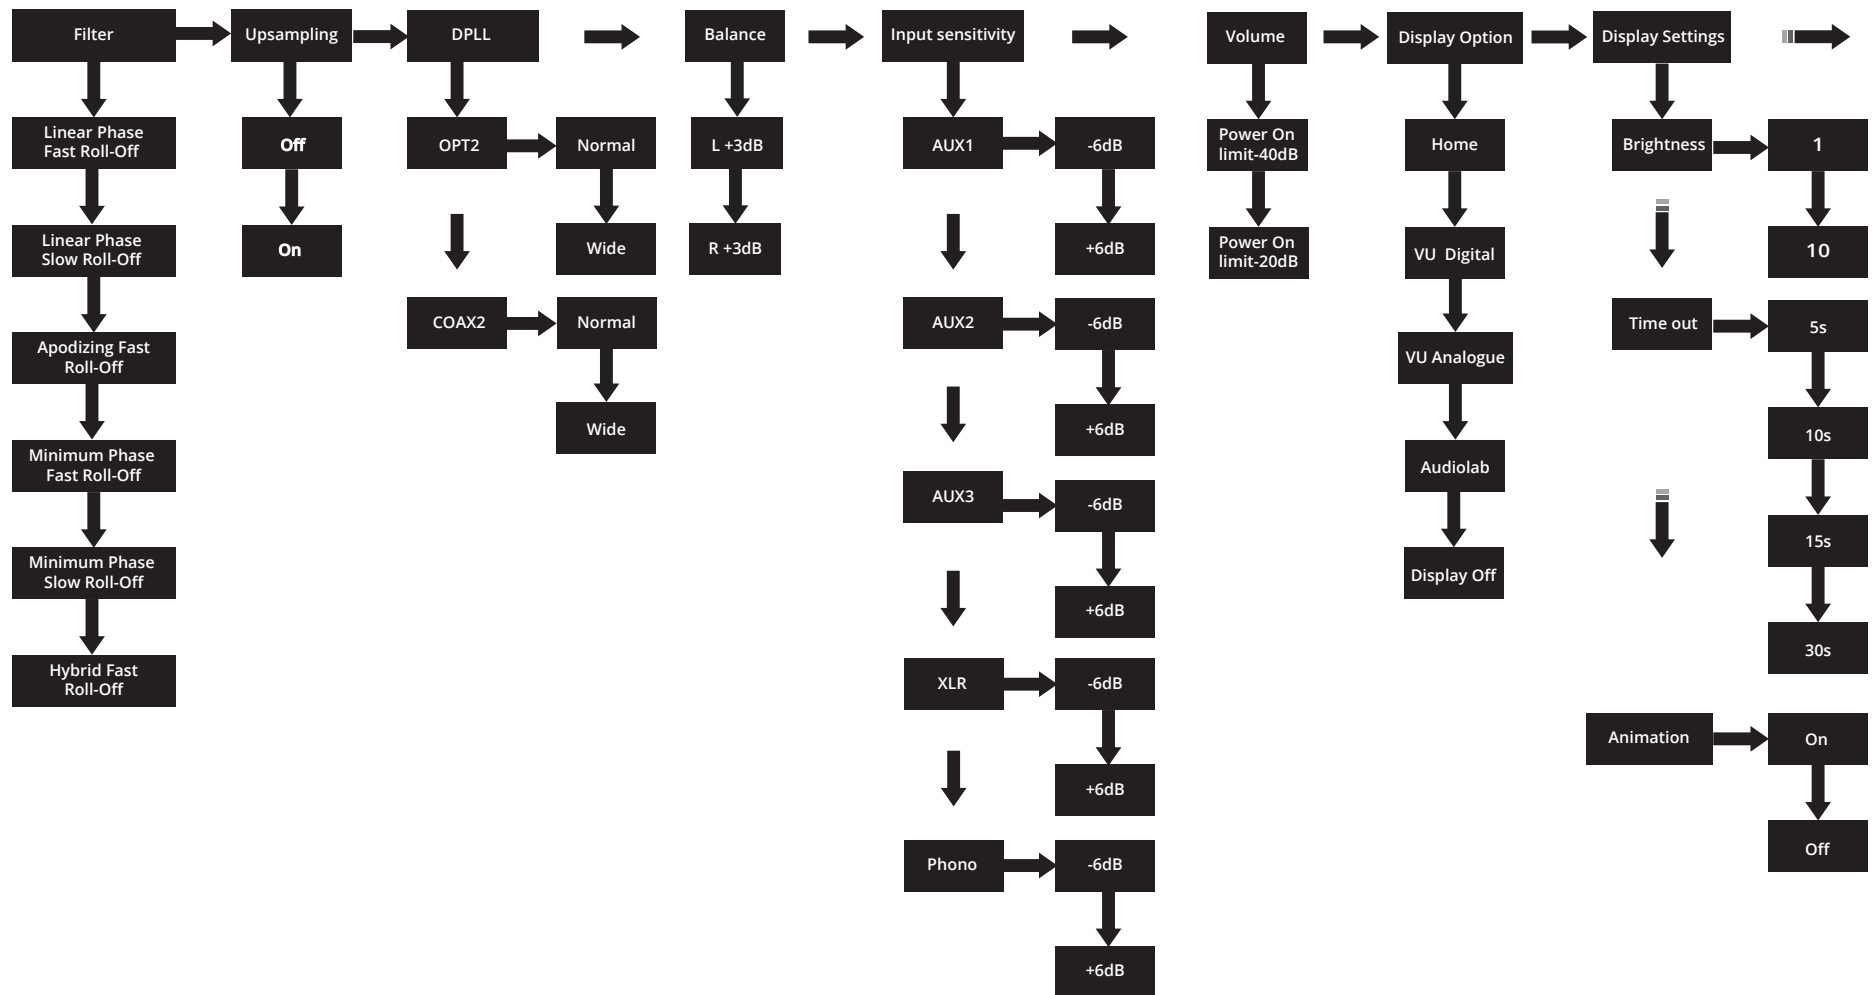 Filter
Upsampling
DPLL
Balance
Input sensitivity
Volume
Display Option
Display Settings
Linear Phase
Fast Roll-Off
Linear Phase
Slow Roll-Off
Apodizing Fast
Roll-Off
Minimum Phase
Fast Roll-Off
Minimum Phase
Slow Roll-Off
Hybrid Fast
Roll-Off
Off
On
OPT2
Normal
Wide
COAX2
Normal
Wide
L +3dB
R +3dB
AUX1
-6dB
+6dB
AUX2
-6dB
+6dB
AUX3
-6dB
+6dB
XLR
-6dB
+6dB
Phono
-6dB
+6dB
Power On
limit-40dB
Power On
limit-20dB
Home
VU Digital
VU Analogue
Audiolab
Display Off
Brightness
1
10
Time out
5s
10s
15s
30s
Animation
On
Off